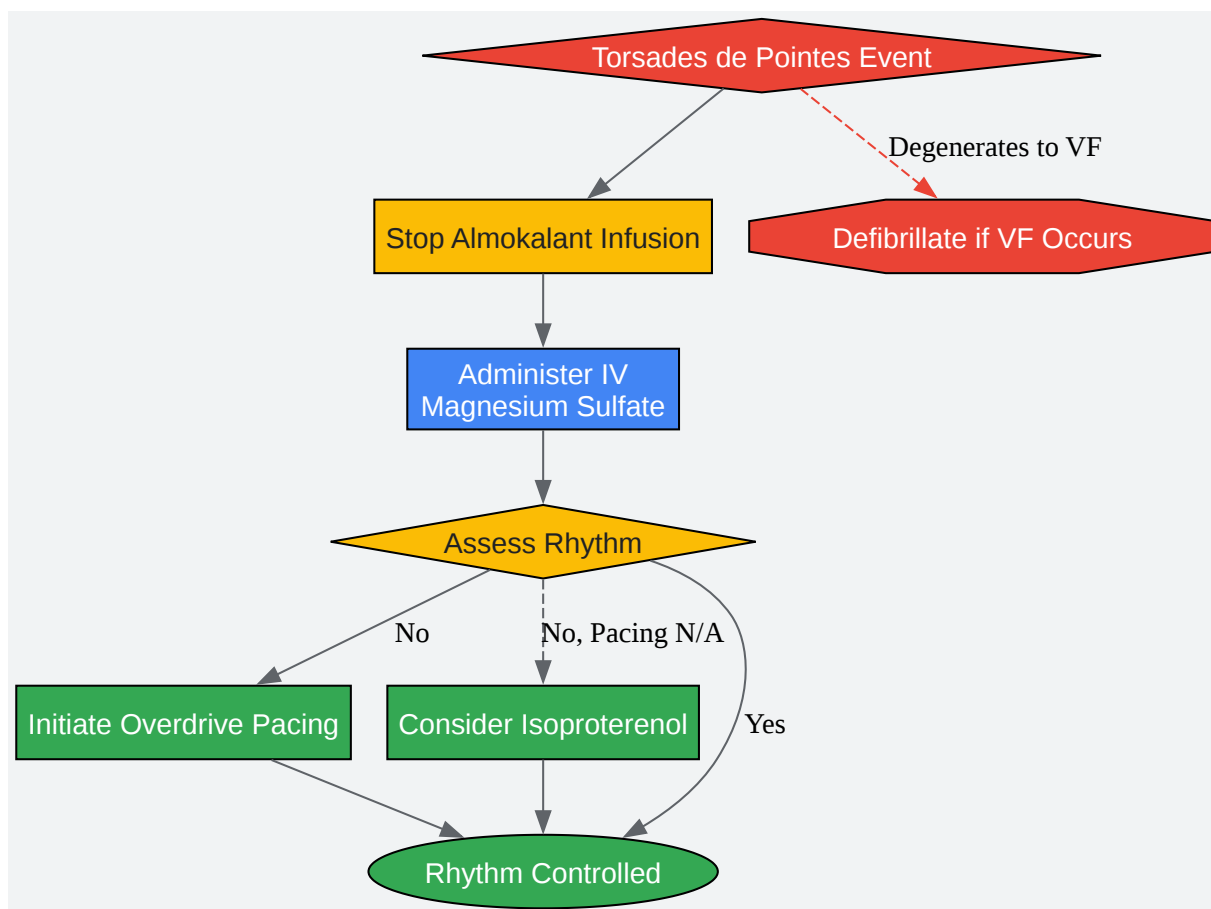 Torsades de Pointes Event
Degenerates to VF
Stop Almokalant Infusion
Defibrillate if VF Occurs
Administer IV
Magnesium Sulfate
Assess Rhythm
No
No, Pacing N/A
Yes
Initiate Overdrive Pacing
Consider Isoproterenol
Rhythm Controlled